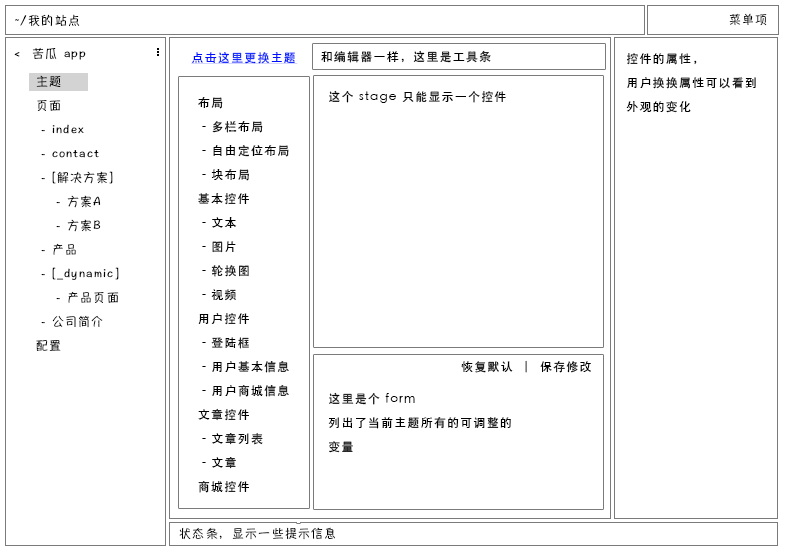 ~/我的站点
菜单项
< 苦瓜 app
主题
页面
- index
- contact
- [解决方案]
- 方案A
- 方案B
- 产品
- [_dynamic]
- 产品页面
- 公司简介
配置
点击这里更换主题
和编辑器一样，这里是工具条
布局
- 多栏布局
- 自由定位布局
- 块布局
基本控件
- 文本
- 图片
- 轮换图
- 视频
用户控件
- 登陆框
- 用户基本信息
- 用户商城信息
文章控件
- 文章列表
- 文章
商城控件
这个 stage 只能显示一个控件
恢复默认 | 保存修改
这里是个 form
列出了当前主题所有的可调整的
变量
控件的属性，
用户换换属性可以看到
外观的变化
状态条，显示一些提示信息